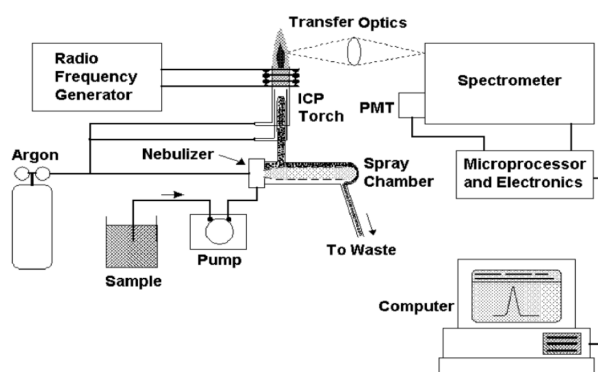 Transfer Optics
Radio
Frequency
Generator
ICP
Torch
Spectrometer
PMT
Argon
Nebulizer
Spray
Chamber
Microprocessor
and Electronics
To Waste
Pump
Sample
Computer